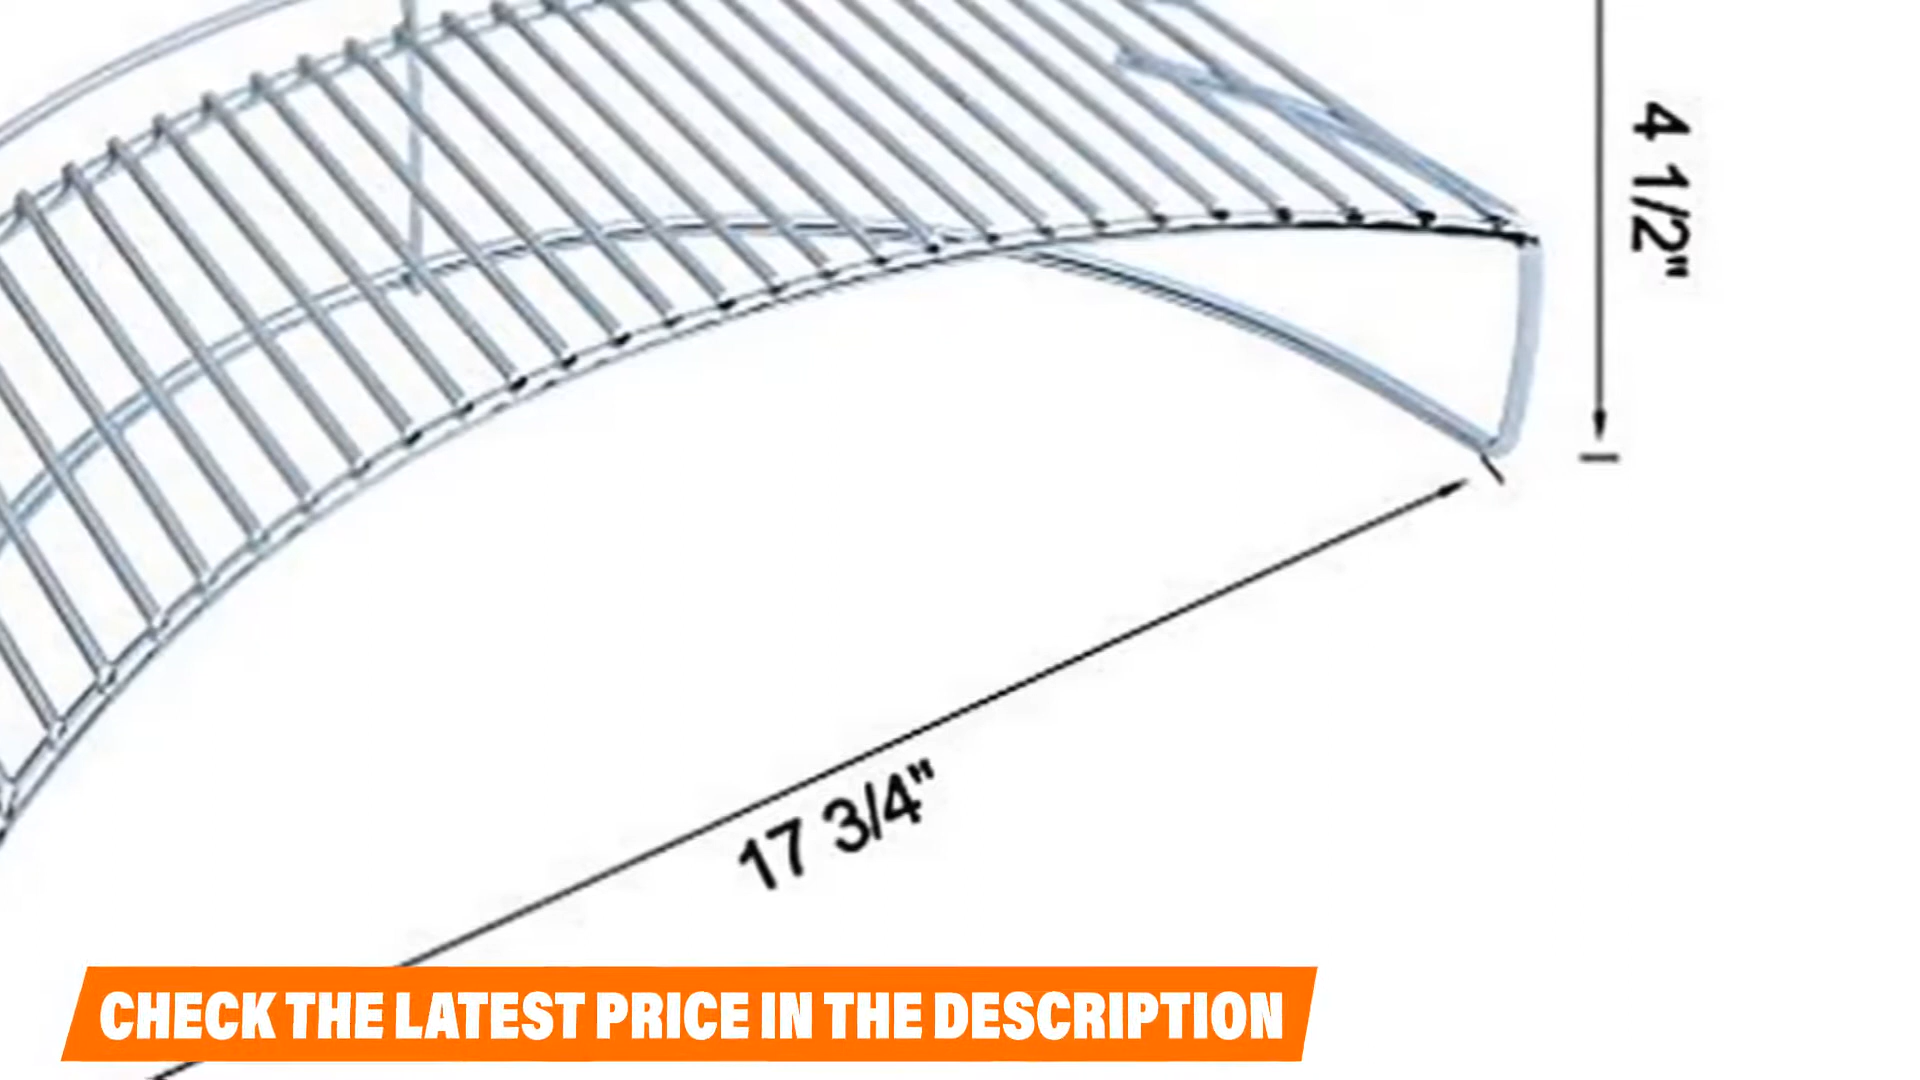 4 1/2"
17 3/4"
CHECK THE LATEST PRICE IN THE DESCRIPTION